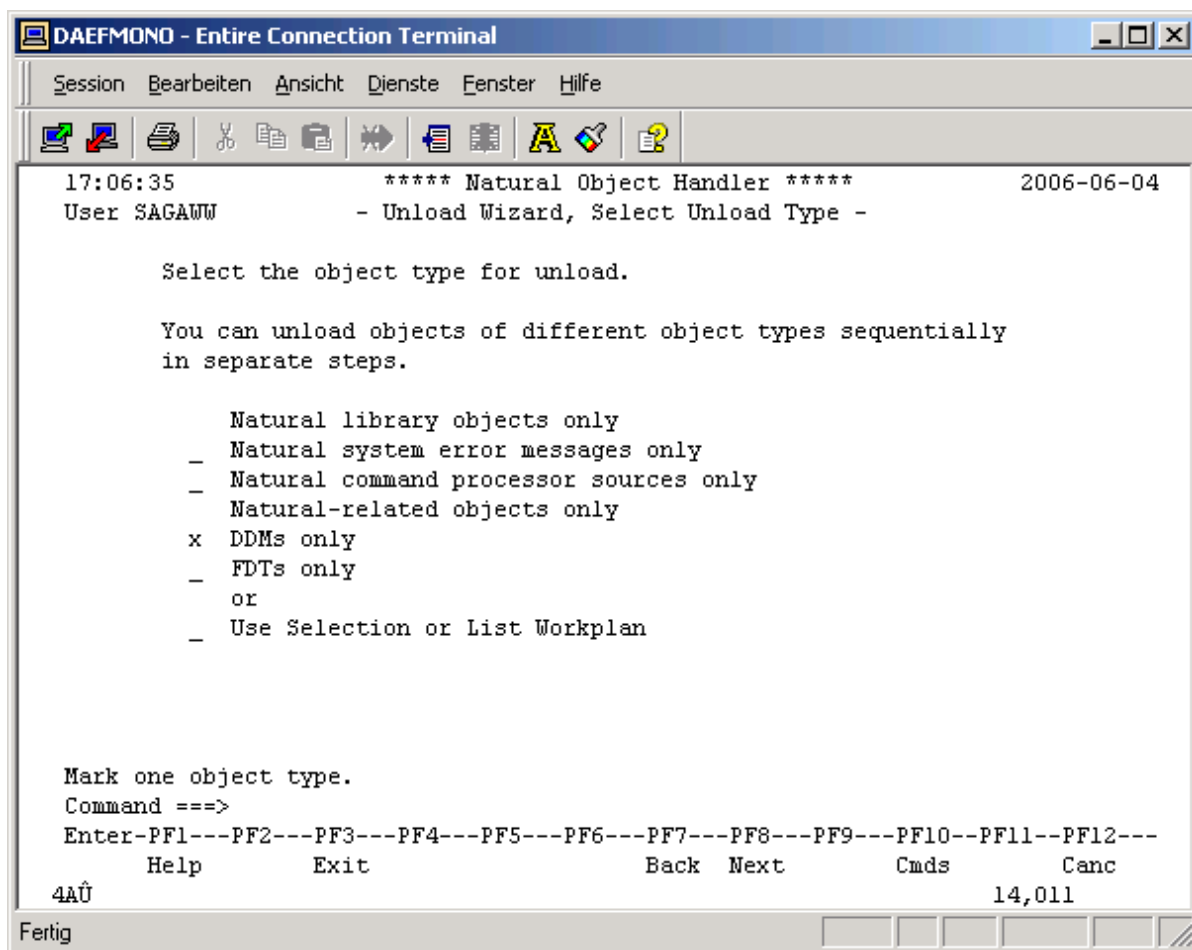 DAEFMONO - Entire Connection Terminal
Session Bearbeiten Ansicht Dienste Fenster Hilfe
17:06:35 ***** Natural Object Handler ***** 2006-06-04
User SAGAWW - Unload Wizard, Select Unload Type -
Select the object type for unload.
You can unload objects of different object types sequentially
in separate steps.
Natural library objects only
_ Natural system error messages only
_ Natural command processor sources only
Natural-related objects only
x DDMs only
_ FDTs only
or
_ Use Selection or List Workplan
Mark one object type.
Command ===>
Enter-PF1---PF2---PF3---PF4---PF5---PF6---PF7---PF8---PF9---PF10--PF11--PF12---
Help Exit Back Next Cmds Canc
4AÛ 14,011
Fertig